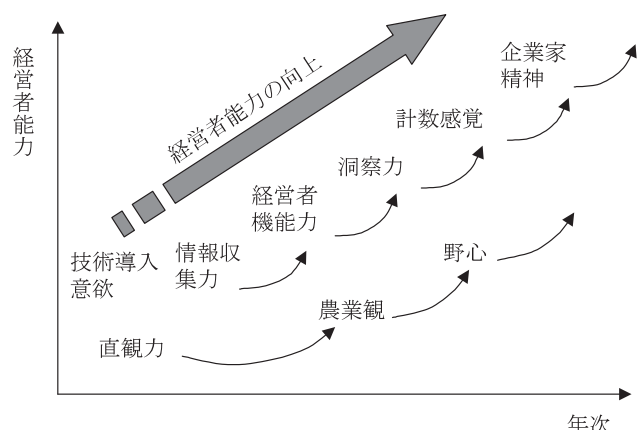 経営者能力
経営者能力の向上
企業家
精神
計数感覚
洞察力
経営者
機能力
技術導入
意欲
情報収
集力
野心
農業観
直観力
年次